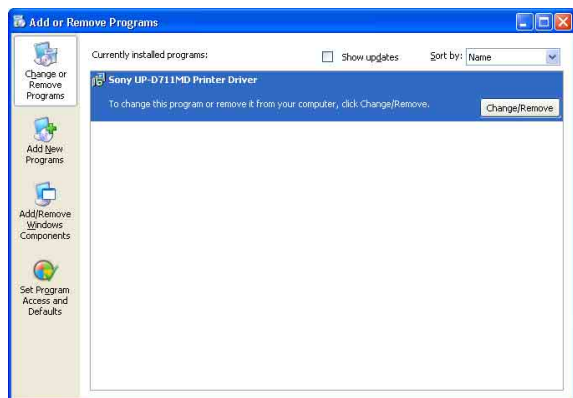 Add or Remove Programs
Change or
Remove
Programs
Add New
Programs
Add/Remove
Windows
Components
Set Program
Access and
Defaults
Currently installed programs:
Show updates
Sort by:
Name
Sony UP-D711MD Printer Driver
To change this program or remove it from your computer, click Change/Remove.
Change/Remove